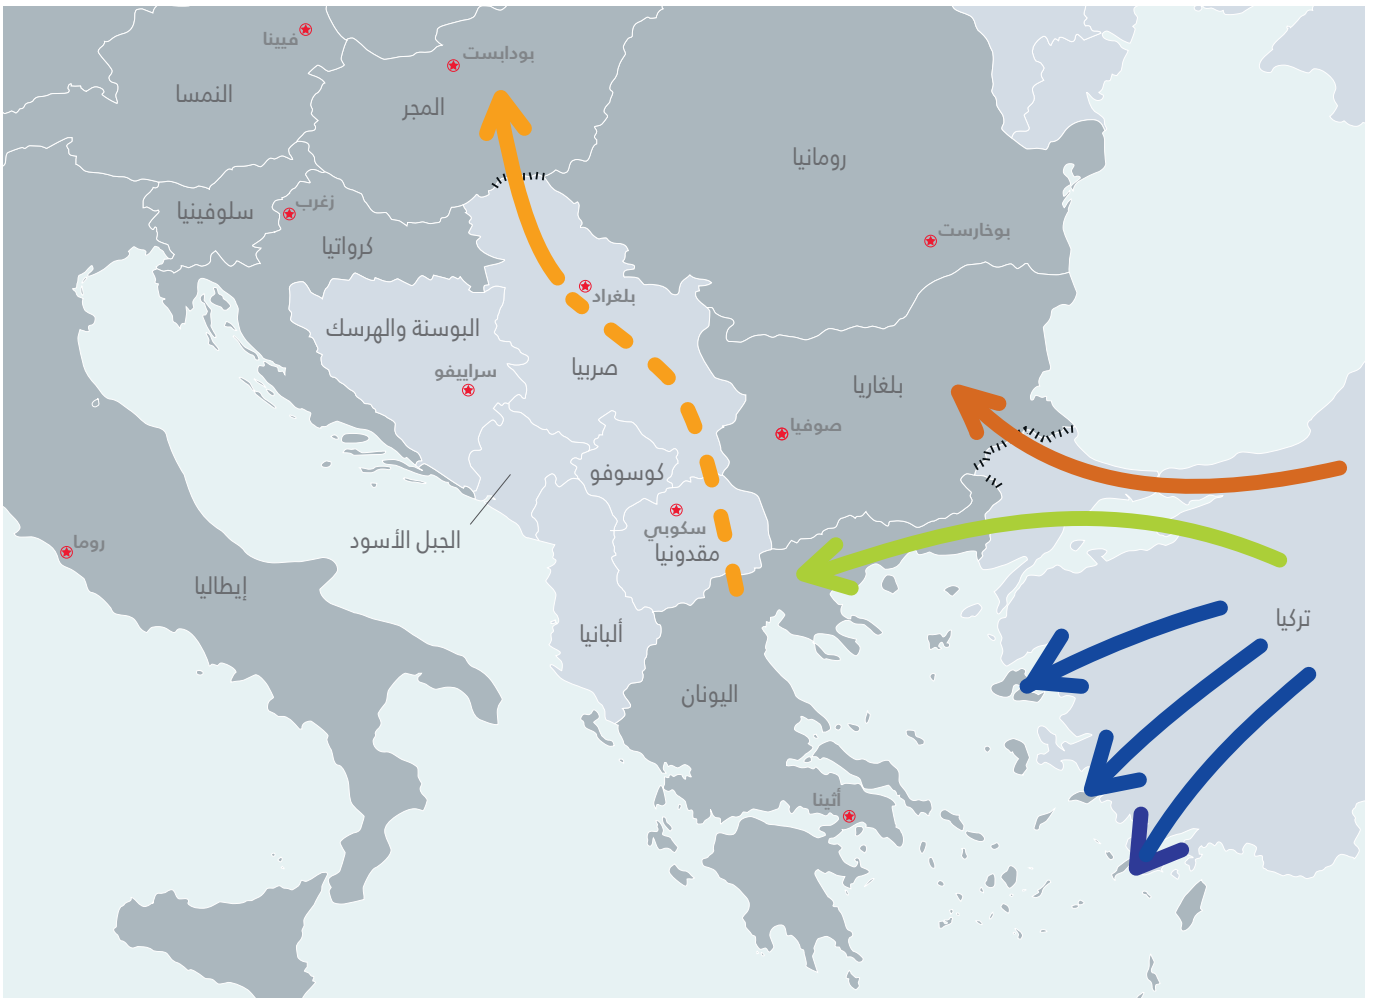 فيينا
بودابست
النمسا
المجر
رومانيا
زغرب
سلوفينيا
كرواتيا
بوخارست
بلغراد
البوسنة والهرسك
صربيا
سراييفو
بلغاريا
صوفيا
كوسوفو
سكوبي
مقدونيا
الجبل الأسود
روما
إيطاليا
ألبانيا
تركيا
اليونان
أثينا